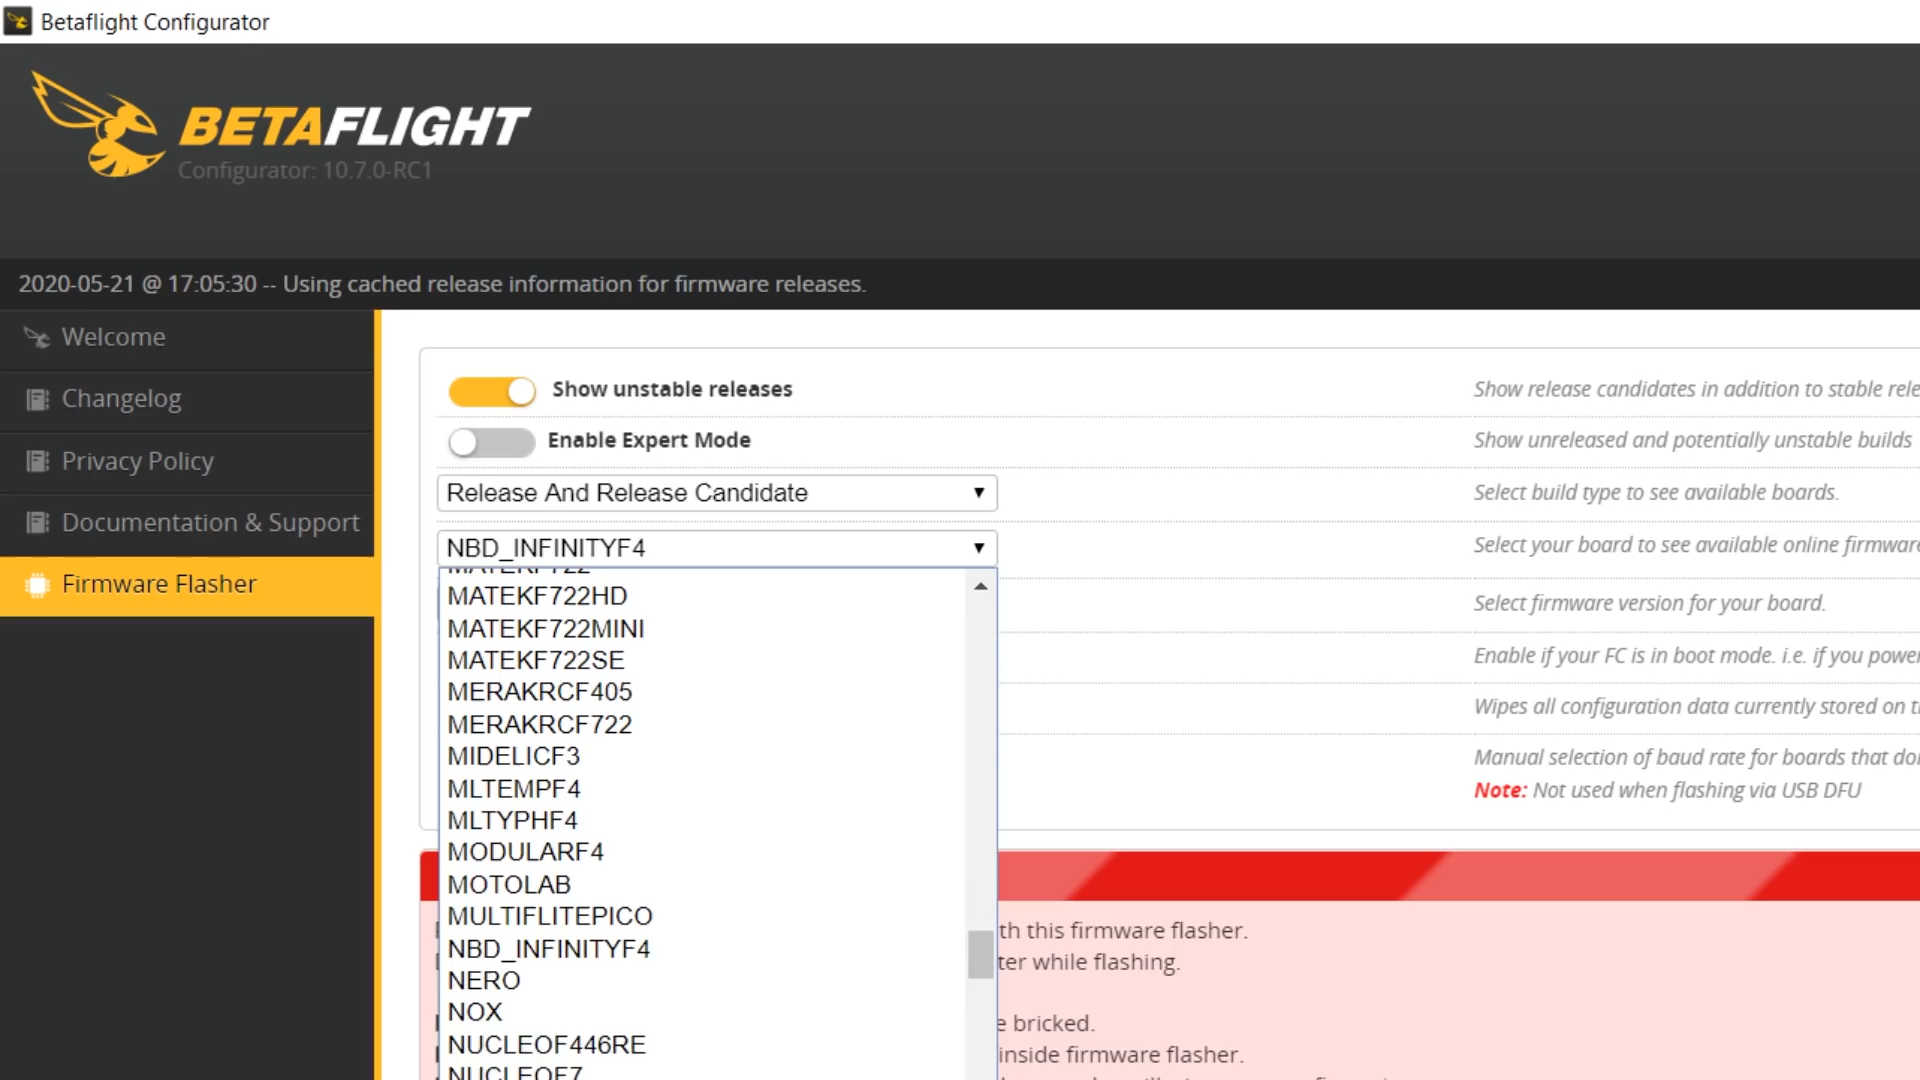 Betaflight Configurator
BETAFLIGHT
Configurator: 10.7.0-RC1
2020-05-21 @ 17:05:30 -- Using cached release information for firmware releases.
Welcome
Changelog
Privacy Policy
Documentation & Support
Firmware Flasher
Show unstable releases
Show release candidates in addition to stable rele
Enable Expert Mode
Show unreleased and potentially unstable builds
Release And Release Candidate
Select build type to see available boards.
NBD_INFINITYF4
Select your board to see available online firmware
MATEKF722HD
Select firmware version for your board.
MATEKF722MINI
MATEKF722SE
Enable if your FC is in boot mode. i.e. if you power
MERAKRCF405
Wipes all configuration data currently stored on t
MERAKRCF722
MIDELICF3
Manual selection of baud rate for boards that do
MLTEMPF4
Note: Not used when flashing via USB DFU
MLTYPHF4
MODULARF4
MOTOLAB
MULTIFLITEPICO
th this firmware flasher.
NBD_INFINITYF4
ter while flashing.
NERO
NOX
e bricked.
NUCLEOF446RE
inside firmware flasher.
NUCLEOF7